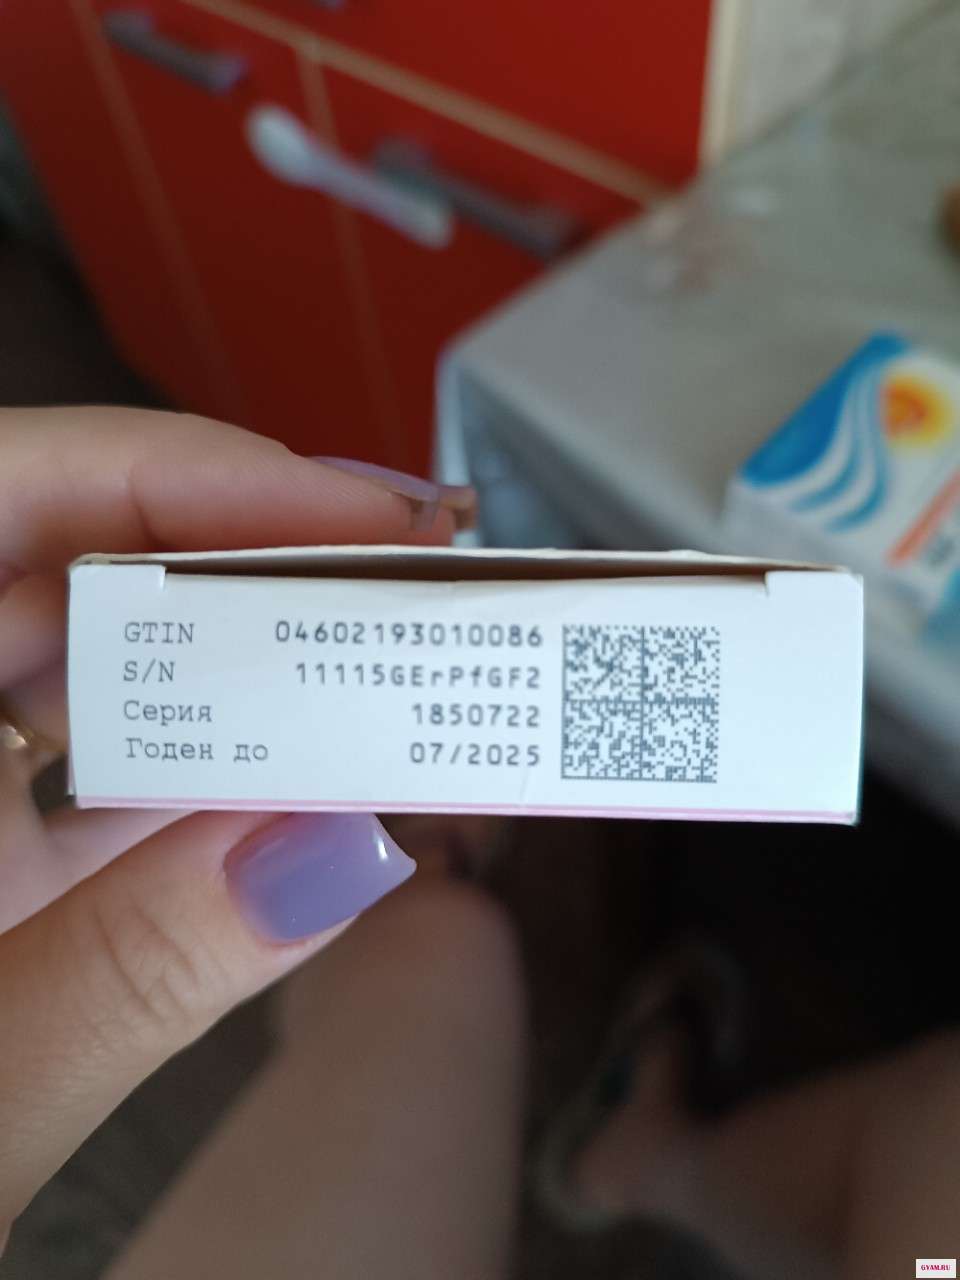 GTIN 04602193010086
S/N 11115GErPfGF2
Серия 1850722
Годен до 07/2025
GYAM.RU